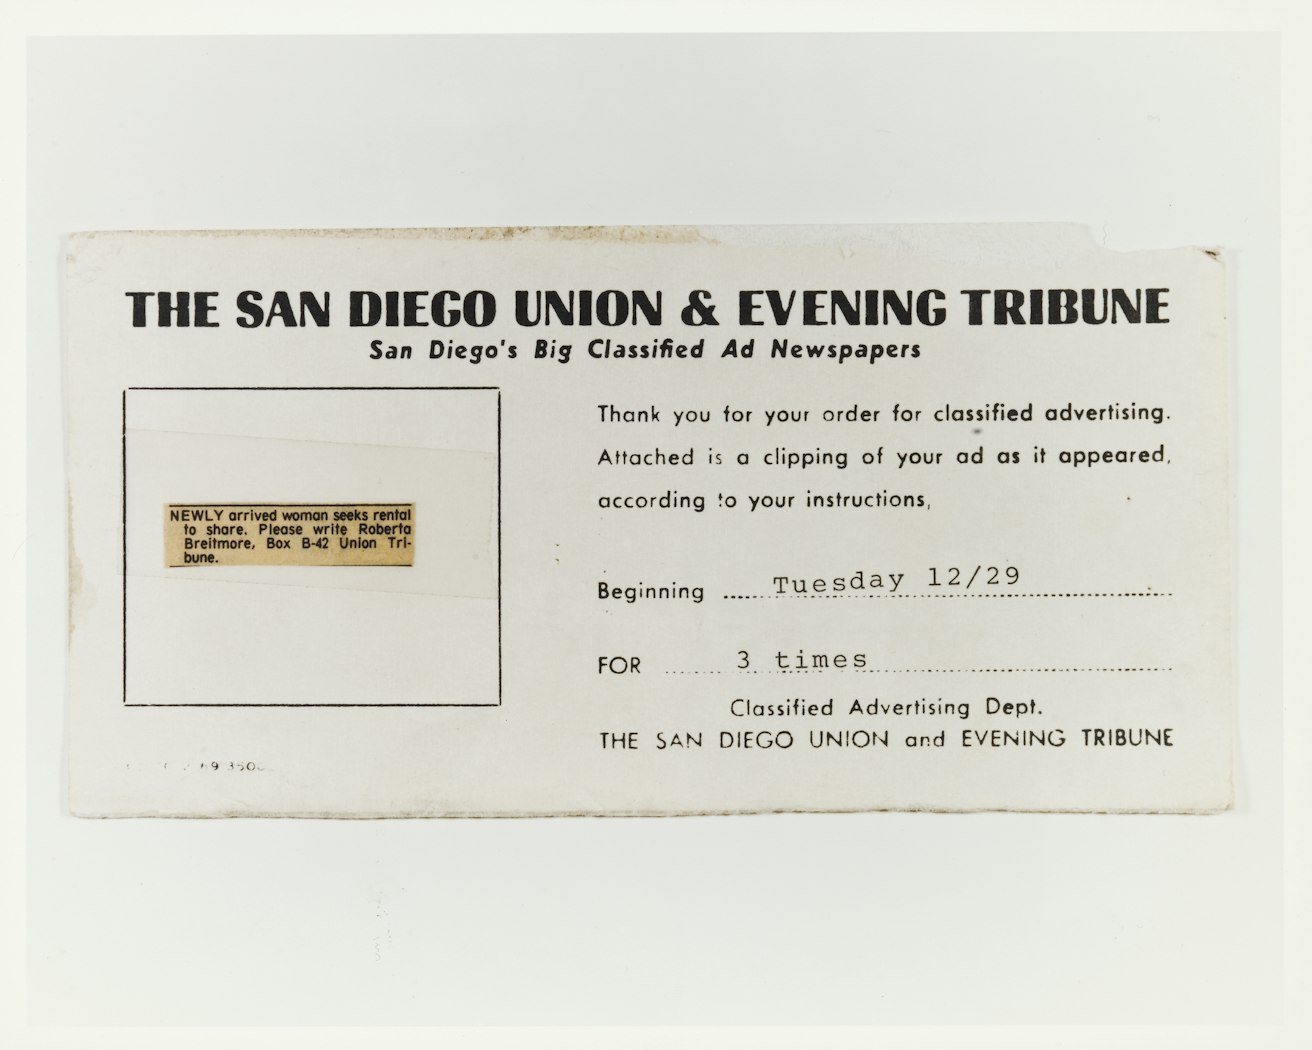 THE SAN DIEGO UNION & EVENING TRIBUNE
San Diego's Big Classified Ad Newspapers
NEWLY arrived woman seeks rental
to share. Please write Roberta
Breitmore, Box B-42 Union Tri-
bune.
Thank you for your order for classified advertising.
Attached is a clipping of your ad as it appeared,
according to your instructions,
Beginning Tuesday 12/29
FOR 3 times
Classified Advertising Dept.
THE SAN DIEGO UNION and EVENING TRIBUNE